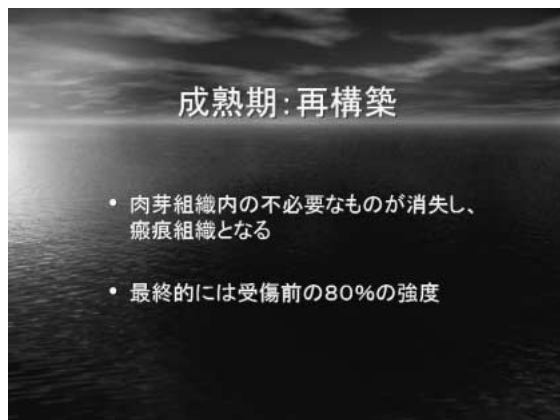 成熟期:再構築
• 肉芽組織内の不必要なものが消失し、
瘢痕組織となる
• 最終的には受傷前の80%の強度